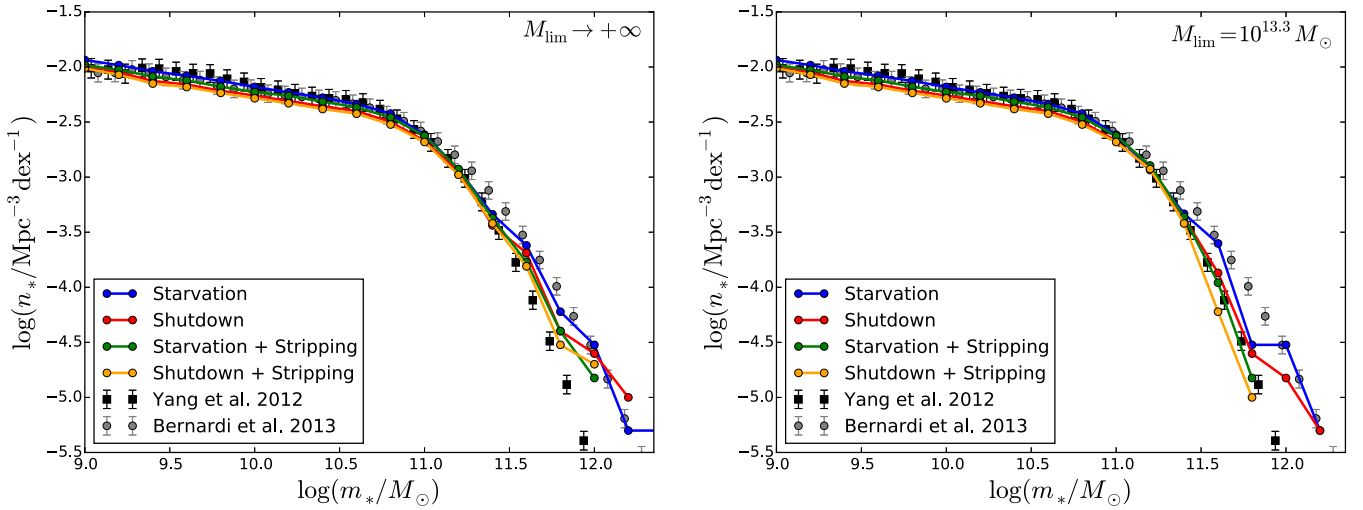 M_lim → +∞
log(n_*/Mpc⁻³ dex⁻¹)
−1.5
−2.0
−2.5
−3.0
−3.5
−4.0
−4.5
−5.0
−5.5
Starvation
Shutdown
Starvation + Stripping
Shutdown + Stripping
Yang et al. 2012
Bernardi et al. 2013
9.0 9.5 10.0 10.5 11.0 11.5 12.0
log(m_*/M_⊙)
M_lim = 10^13.3 M_⊙
log(n_*/Mpc⁻³ dex⁻¹)
−1.5
−2.0
−2.5
−3.0
−3.5
−4.0
−4.5
−5.0
−5.5
Starvation
Shutdown
Starvation + Stripping
Shutdown + Stripping
Yang et al. 2012
Bernardi et al. 2013
9.0 9.5 10.0 10.5 11.0 11.5 12.0
log(m_*/M_⊙)